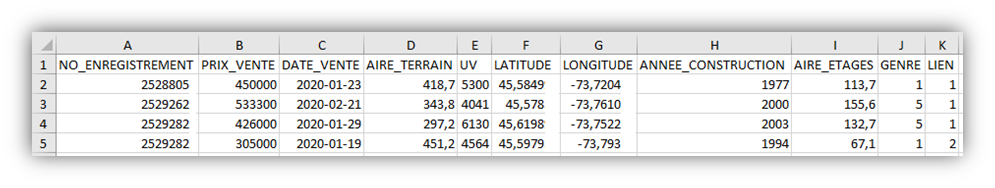 A B C D E F G H I J K
1 NO_ENREGISTREMENT PRIX_VENTE DATE_VENTE AIRE_TERRAIN UV LATITUDE LONGITUDE ANNEE_CONSTRUCTION AIRE_ETAGES GENRE LIEN
2 2528805 450000 2020-01-23 418,7 5300 45,5849 -73,7204 1977 113,7 1 1
3 2529262 533300 2020-02-21 343,8 4041 45,578 -73,7610 2000 155,6 5 1
4 2529282 426000 2020-01-29 297,2 6130 45,6198 -73,7522 2003 132,7 5 1
5 2529282 305000 2020-01-19 451,2 4564 45,5979 -73,793 1994 67,1 1 2